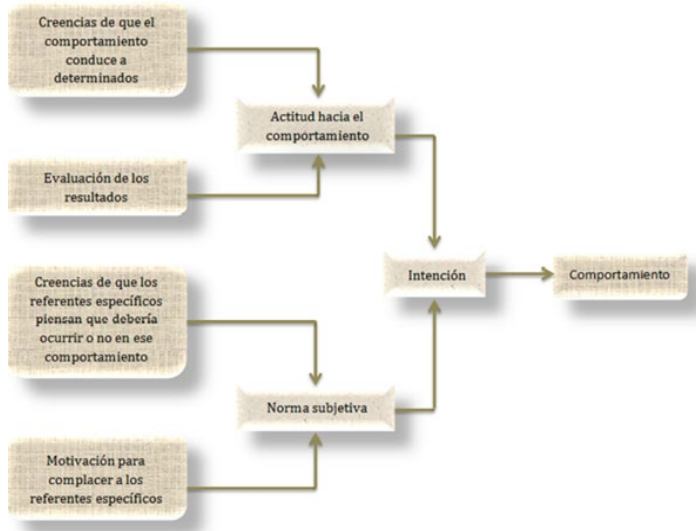 Creencias de que el
comportamiento
conduce a
determinados
Actitud hacia el
comportamiento
Evaluación de los
resultados
Creencias de que los
referentes específicos
piensan que debería
ocurrir o no en ese
comportamiento
Intención
Comportamiento
Norma subjetiva
Motivación para
complacer a los
referentes específicos